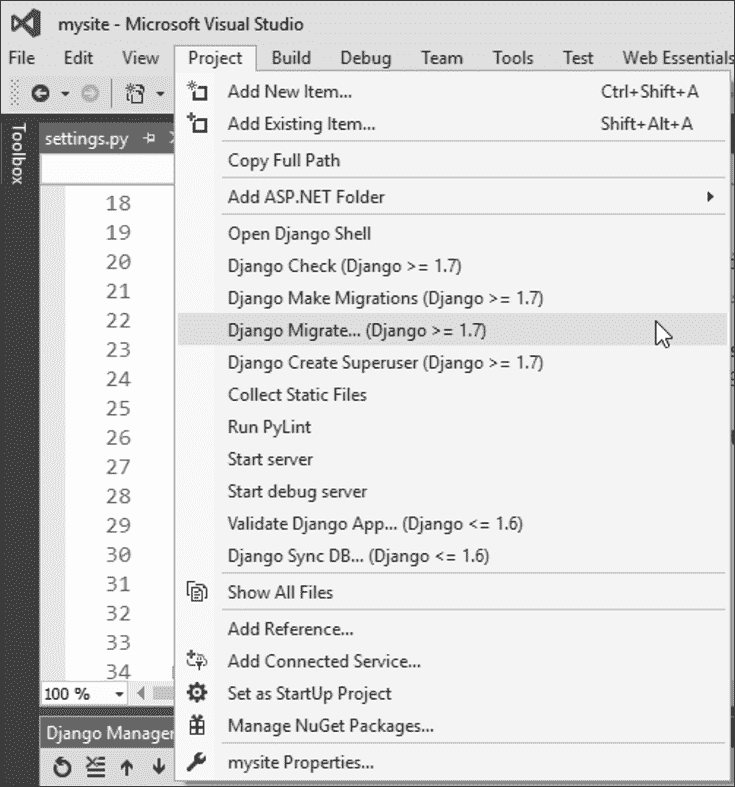 mysite - Microsoft Visual Studio
File Edit View Project Build Debug Team Tools Test Web Essentials
Toolbox
settings.py
Add New Item... Ctrl+Shift+A
Add Existing Item... Shift+Alt+A
Copy Full Path
Add ASP.NET Folder
18
Open Django Shell
19
Django Check (Django >= 1.7)
20
Django Make Migrations (Django >= 1.7)
21
Django Migrate... (Django >= 1.7)
22
Django Create Superuser (Django >= 1.7)
23
Collect Static Files
24
Run PyLint
25
Start server
26
Start debug server
27
Validate Django App... (Django <= 1.6)
28
Django Sync DB... (Django <= 1.6)
29
Show All Files
30
Add Reference...
31
Add Connected Service...
32
Set as StartUp Project
33
Manage NuGet Packages...
34
mysite Properties...
100 %
Django Manager